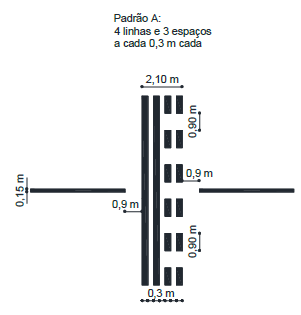 Padrão A:
4 linhas e 3 espaços
a cada 0,3 m cada
2,10 m
0,90 m
0,9 m
0,15 m
0,9 m
0,90 m
0,3 m